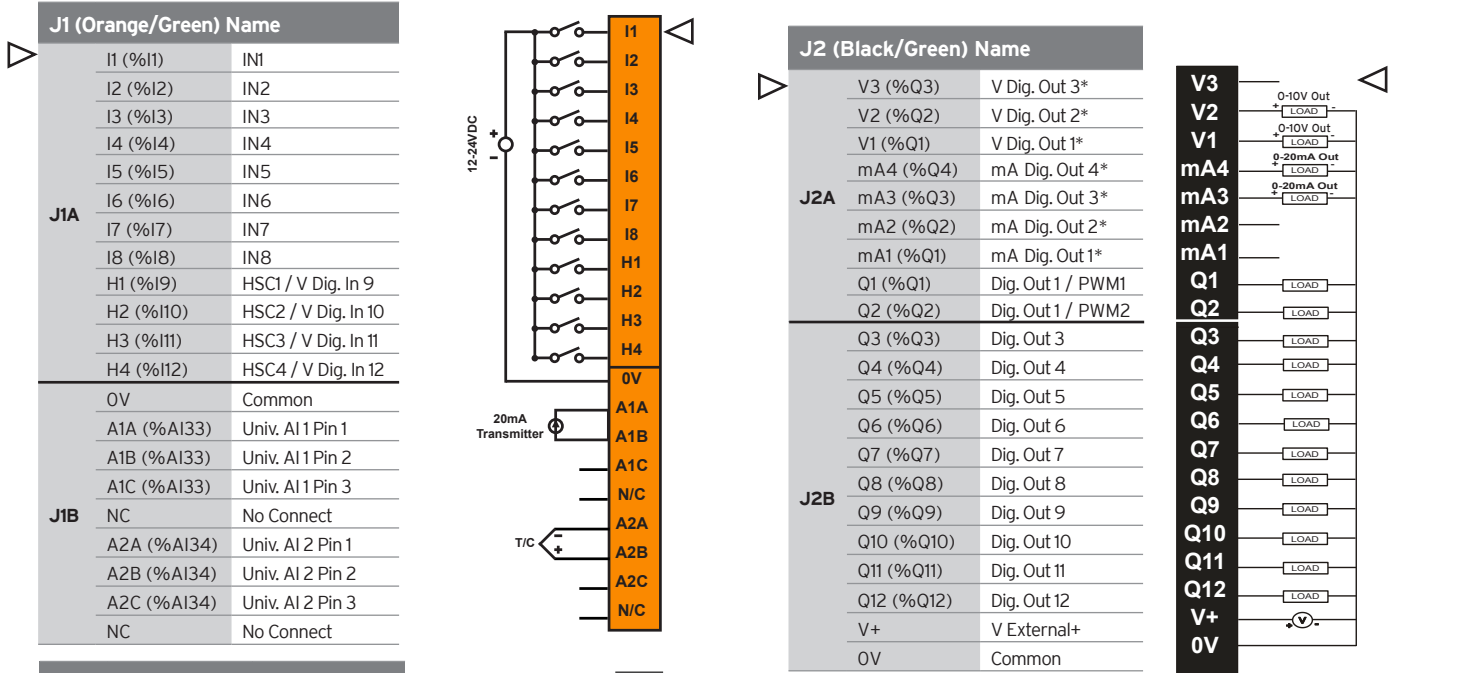 J1 (Orange/Green) Name
J1A
I1 (%I1) IN1
I2 (%I2) IN2
I3 (%I3) IN3
I4 (%I4) IN4
I5 (%I5) IN5
I6 (%I6) IN6
I7 (%I7) IN7
I8 (%I8) IN8
H1 (%I9) HSC1 / V Dig. In 9
H2 (%I10) HSC2 / V Dig. In 10
H3 (%I11) HSC3 / V Dig. In 11
H4 (%I12) HSC4 / V Dig. In 12
J1B
0V Common
A1A (%AI33) Univ. AI 1 Pin 1
A1B (%AI33) Univ. AI 1 Pin 2
A1C (%AI33) Univ. AI 1 Pin 3
NC No Connect
A2A (%AI34) Univ. AI 2 Pin 1
A2B (%AI34) Univ. AI 2 Pin 2
A2C (%AI34) Univ. AI 2 Pin 3
NC No Connect
12-24VDC
+
-
I1
I2
I3
I4
I5
I6
I7
I8
H1
H2
H3
H4
0V
20mA
Transmitter
A1A
A1B
A1C
N/C
T/C
-
+
A2A
A2B
A2C
N/C
J2 (Black/Green) Name
J2A
V3 (%Q3) V Dig. Out 3*
V2 (%Q2) V Dig. Out 2*
V1 (%Q1) V Dig. Out 1*
mA4 (%Q4) mA Dig. Out 4*
mA3 (%Q3) mA Dig. Out 3*
mA2 (%Q2) mA Dig. Out 2*
mA1 (%Q1) mA Dig. Out 1*
Q1 (%Q1) Dig. Out 1 / PWM1
Q2 (%Q2) Dig. Out 1 / PWM2
J2B
Q3 (%Q3) Dig. Out 3
Q4 (%Q4) Dig. Out 4
Q5 (%Q5) Dig. Out 5
Q6 (%Q6) Dig. Out 6
Q7 (%Q7) Dig. Out 7
Q8 (%Q8) Dig. Out 8
Q9 (%Q9) Dig. Out 9
Q10 (%Q10) Dig. Out 10
Q11 (%Q11) Dig. Out 11
Q12 (%Q12) Dig. Out 12
V+ V External+
0V Common
V3
0-10V Out
V2 + LOAD -
0-10V Out
V1 + LOAD -
0-20mA Out
mA4 + LOAD -
0-20mA Out
mA3 + LOAD -
mA2
mA1
Q1 LOAD
Q2 LOAD
Q3 LOAD
Q4 LOAD
Q5 LOAD
Q6 LOAD
Q7 LOAD
Q8 LOAD
Q9 LOAD
Q10 LOAD
Q11 LOAD
Q12 LOAD
V+ + V -
0V